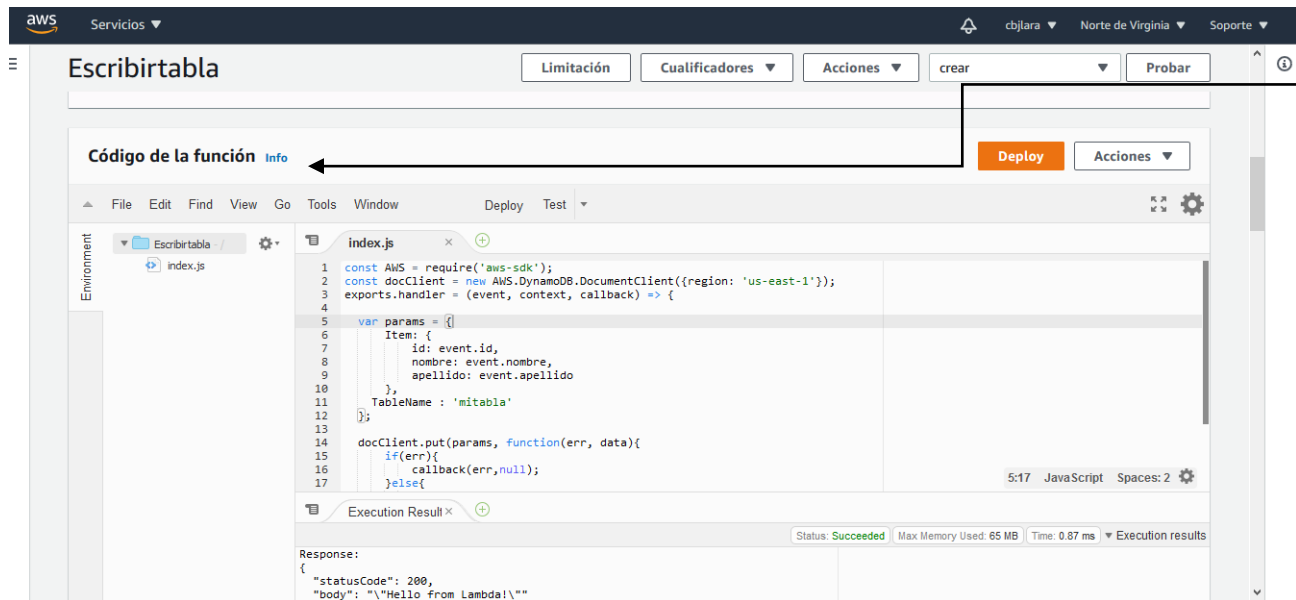 aws Servicios ▼ cbjlara ▼ Norte de Virginia ▼ Soporte ▼
Escribirtabla Limitación Cualificadores ▼ Acciones ▼ crear ▼ Probar
Código de la función Info Deploy Acciones ▼
File Edit Find View Go Tools Window Deploy Test
Environment
Escribirtabla - /
index.js
index.js ×
1 const AWS = require('aws-sdk');
2 const docClient = new AWS.DynamoDB.DocumentClient({region: 'us-east-1'});
3 exports.handler = (event, context, callback) => {
4
5 var params = {
6 Item: {
7 id: event.id,
8 nombre: event.nombre,
9 apellido: event.apellido
10 },
11 TableName : 'mitabla'
12 };
13
14 docClient.put(params, function(err, data){
15 if(err){
16 callback(err,null);
17 }else{
5:17 JavaScript Spaces: 2
Execution Result ×
Status: Succeeded Max Memory Used: 65 MB Time: 0.87 ms ▼ Execution results
Response:
{
"statusCode": 200,
"body": "\"Hello from Lambda!\""